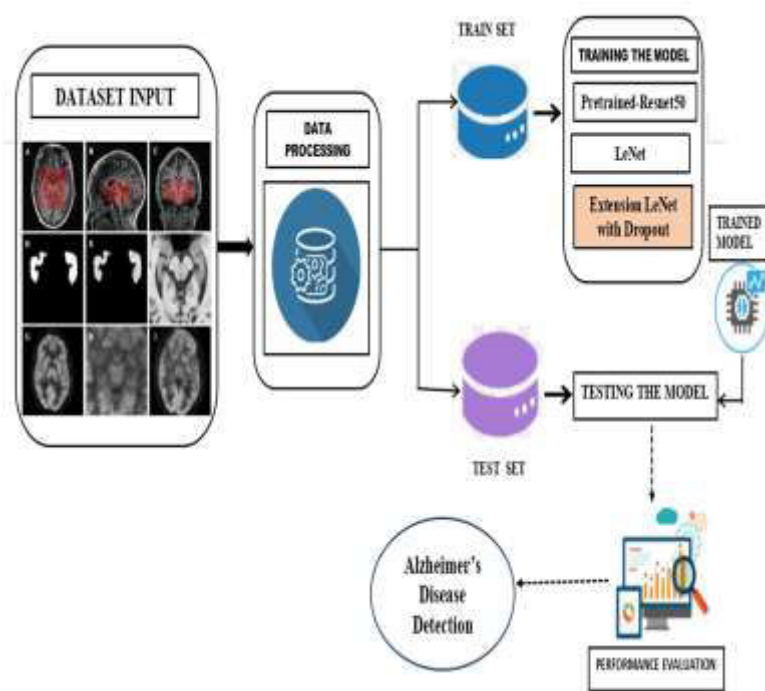 DATASET INPUT
A
B
C
DATA
PROCESSING
TRAIN SET
TRAINING THE MODEL
Pretrained-Resnet50
LeNet
Extension LeNet
with Dropout
TRAINED
MODEL
TEST SET
TESTING THE MODEL
PERFORMANCE EVALUATION
Alzheimer's
Disease
Detection